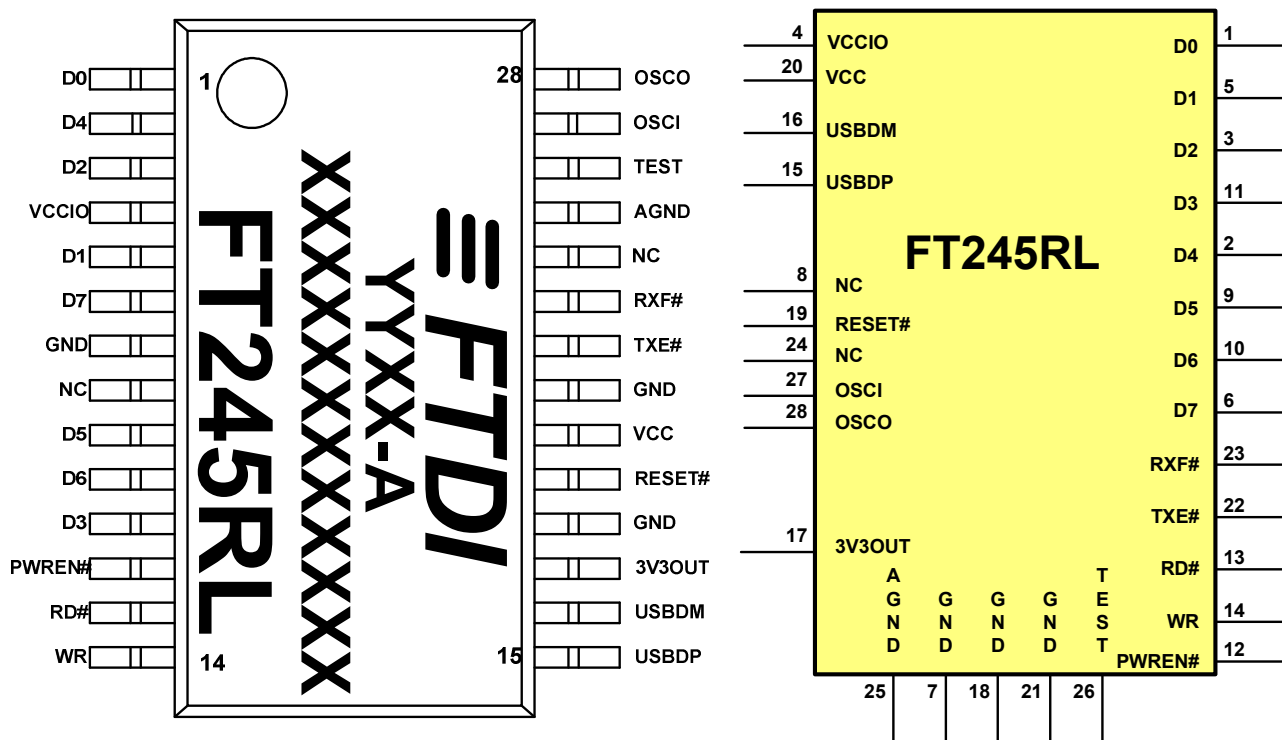 D0
D4
D2
VCCIO
D1
D7
GND
NC
D5
D6
D3
PWREN#
RD#
WR
1
28
14
15
FT245RL
XXXXXXXXXXXX
YYXX-A
FTDI
OSCO
OSCI
TEST
AGND
NC
RXF#
TXE#
GND
VCC
RESET#
GND
3V3OUT
USBDM
USBDP
4 VCCIO
20 VCC
16 USBDM
15 USBDP
FT245RL
8 NC
19 RESET#
24 NC
27 OSCI
28 OSCO
17 3V3OUT
D0 1
D1 5
D2 3
D3 11
D4 2
D5 9
D6 10
D7 6
RXF# 23
TXE# 22
RD# 13
WR 14
PWREN# 12
AGND
GND
GND
GND
TEST
25 7 18 21 26